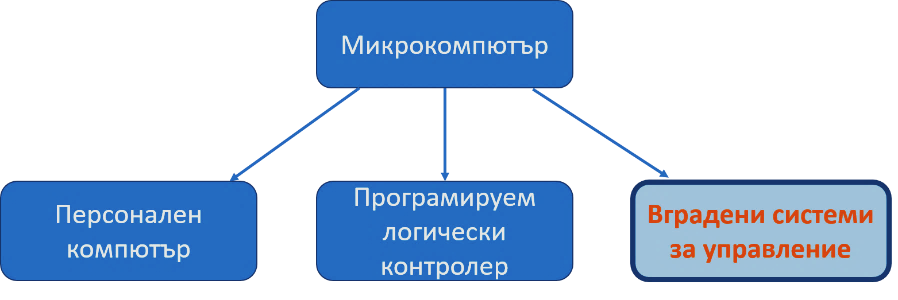 Микрокомпютър
Персонален
компютър
Програмируем
логически
контролер
Вградени системи
за управление